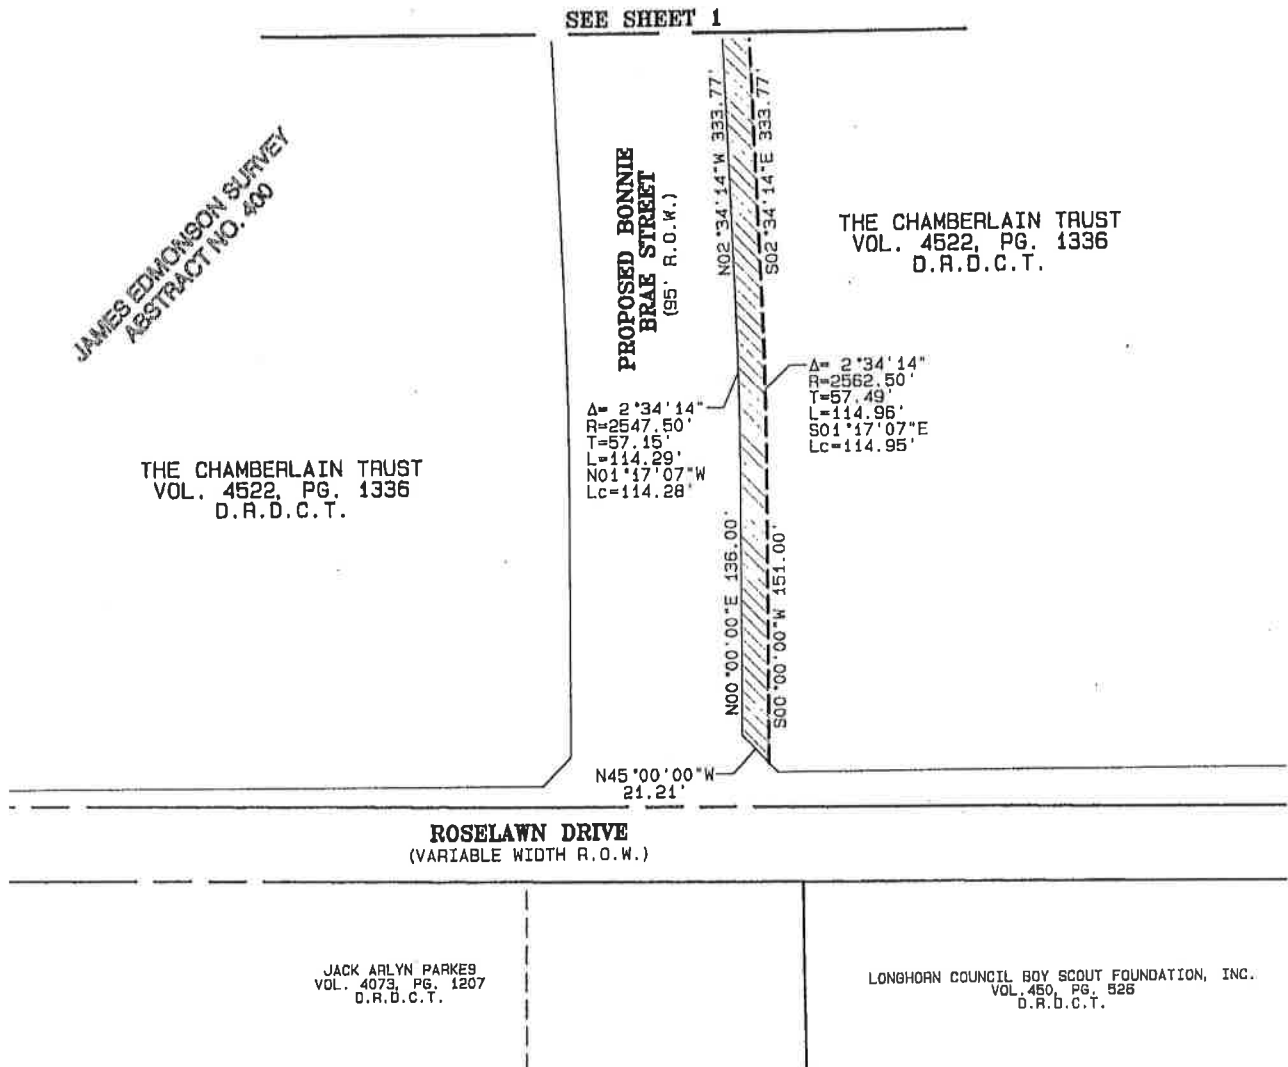 SEE SHEET 1
JAMES EDMONSON SURVEY
ABSTRACT NO. 400
PROPOSED BONNIE
BRAE STREET
(95' R.O.W.)
N02°34'14"W 333.77'
S02°34'14"E 333.77'
THE CHAMBERLAIN TRUST
VOL. 4522, PG. 1336
D.R.D.C.T.
Δ= 2°34'14"
R=2562.50'
T=57.49'
L=114.96'
S01°17'07"E
Lc=114.95'
Δ= 2°34'14"
R=2547.50'
T=57.15'
L=114.29'
N01°17'07"W
Lc=114.28'
THE CHAMBERLAIN TRUST
VOL. 4522, PG. 1336
D.R.D.C.T.
N00°00'00"E 136.00'
S00°00'00"W 151.00'
N45°00'00"W
21.21'
ROSELAWN DRIVE
(VARIABLE WIDTH R.O.W.)
JACK ARLYN PARKES
VOL. 4073, PG. 1207
D.R.D.C.T.
LONGHORN COUNCIL BOY SCOUT FOUNDATION, INC.
VOL.450, PG. 526
D.R.D.C.T.